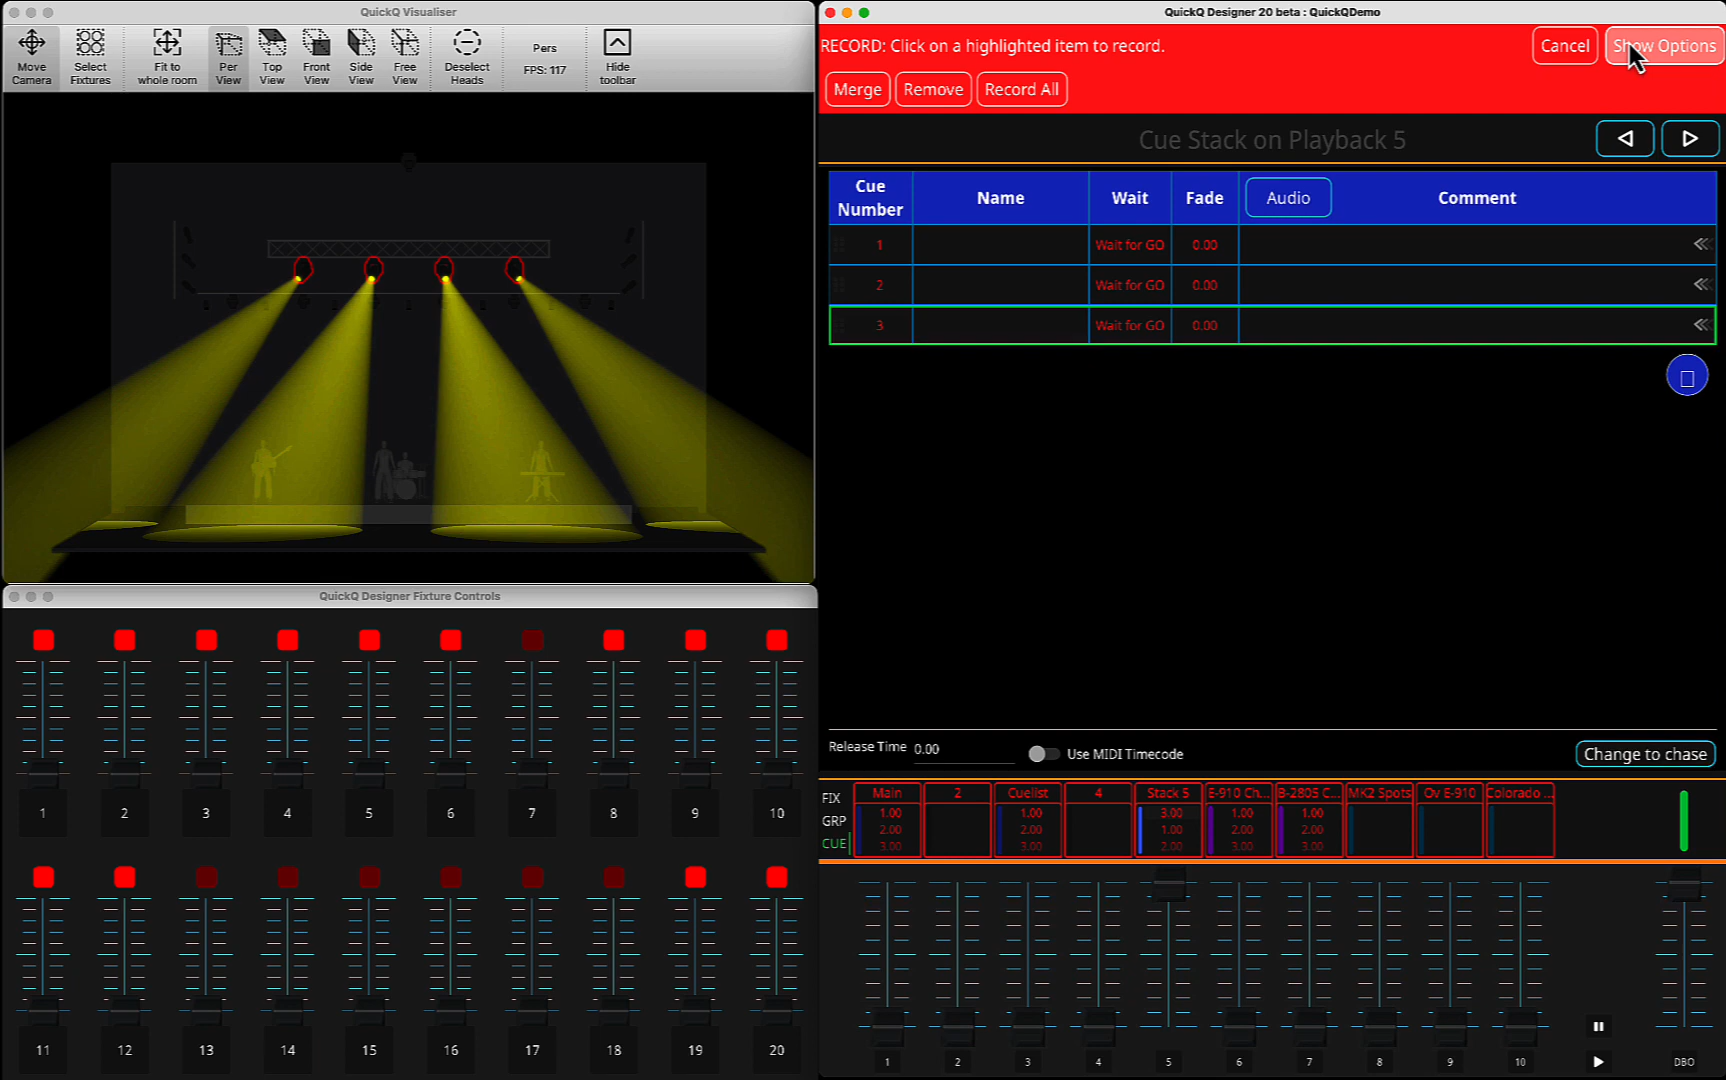 QuickQ Visualiser
Move Camera
Select Fixtures
Fit to whole room
Per View
Top View
Front View
Side View
Free View
Deselect Heads
Pers
FPS: 117
Hide toolbar
QuickQ Designer 20 beta : QuickQDemo
RECORD: Click on a highlighted item to record.
Cancel
Show Options
Merge
Remove
Record All
Cue Stack on Playback 5
Cue Number
Name
Wait
Fade
Audio
Comment
1 Wait for GO 0.00
2 Wait for GO 0.00
3 Wait for GO 0.00
Release Time 0.00
Use MIDI Timecode
Change to chase
FIX
GRP
CUE
Main
1.00
2.00
3.00
2
Cuelist
1.00
2.00
3.00
4
Stack 5
3.00
1.00
2.00
E-910 Ch...
1.00
2.00
3.00
B-2805 C...
1.00
2.00
3.00
MK2 Spots
Ov E-910
Colorado ...
1 2 3 4 5 6 7 8 9 10 DBO
QuickQ Designer Fixture Controls
1 2 3 4 5 6 7 8 9 10
11 12 13 14 15 16 17 18 19 20